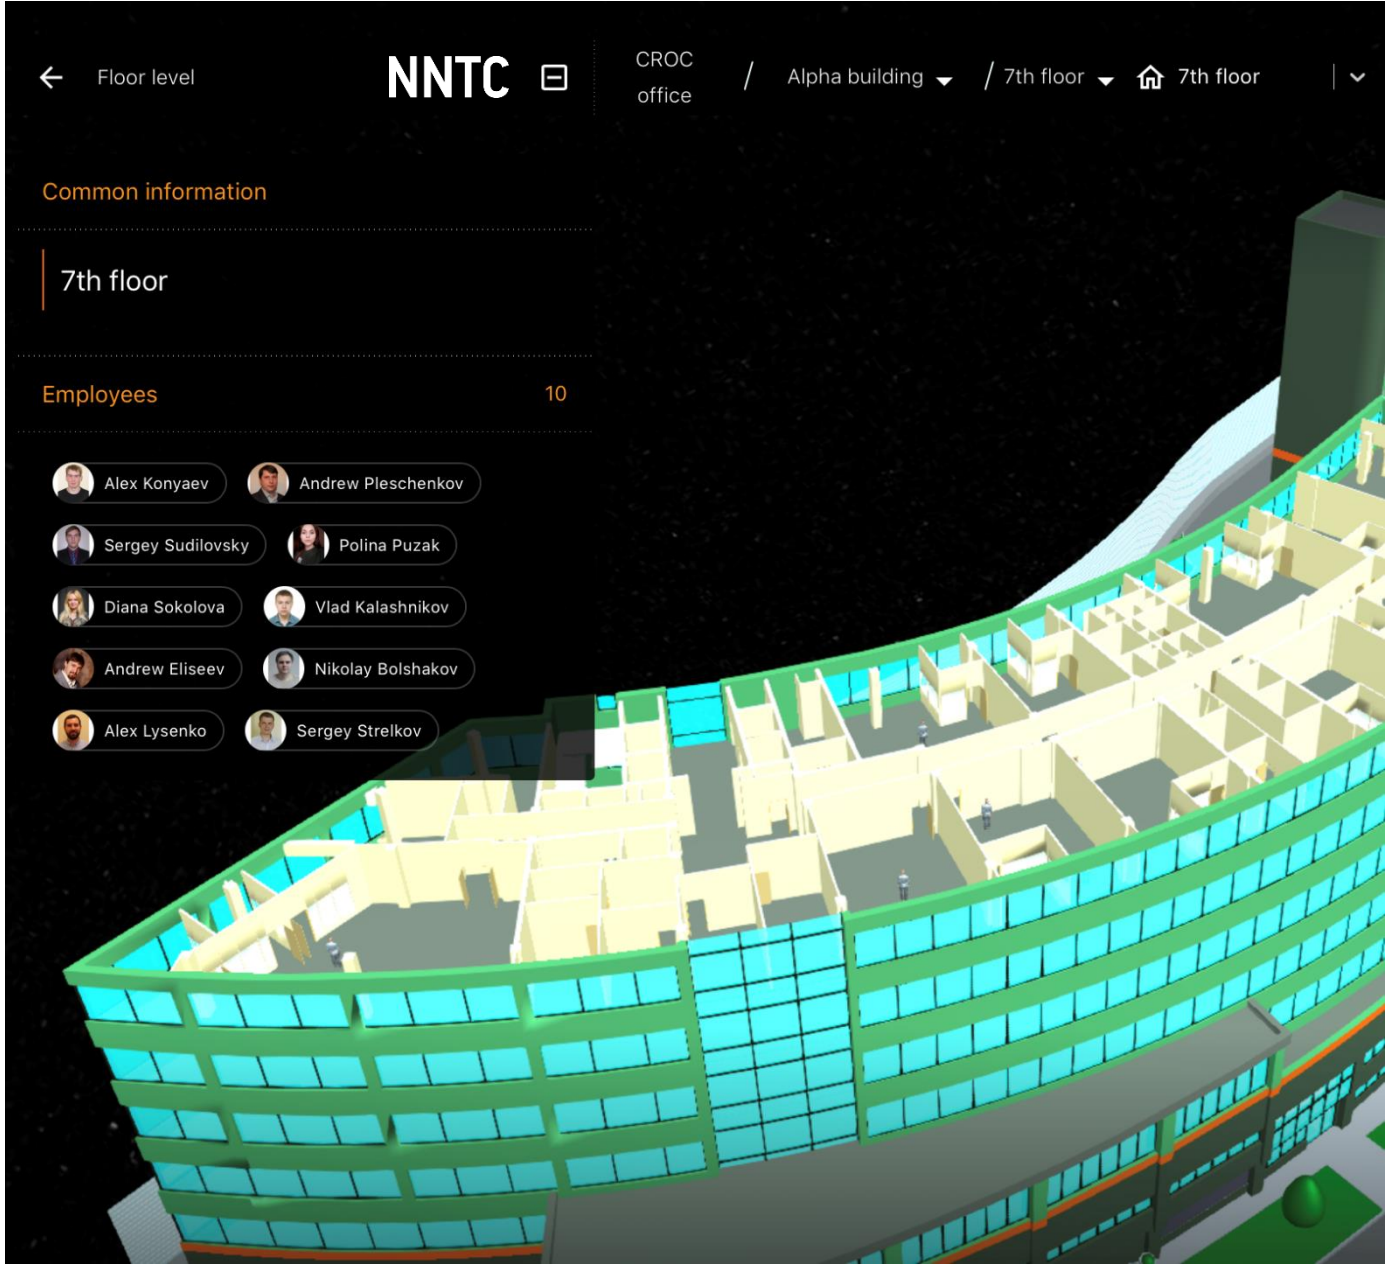 Floor level
NNTC
CROC
office
/ Alpha building / 7th floor 7th floor
Common information
7th floor
Employees 10
Alex Konyaev Andrew Pleschenkov
Sergey Sudilovsky Polina Puzak
Diana Sokolova Vlad Kalashnikov
Andrew Eliseev Nikolay Bolshakov
Alex Lysenko Sergey Strelkov